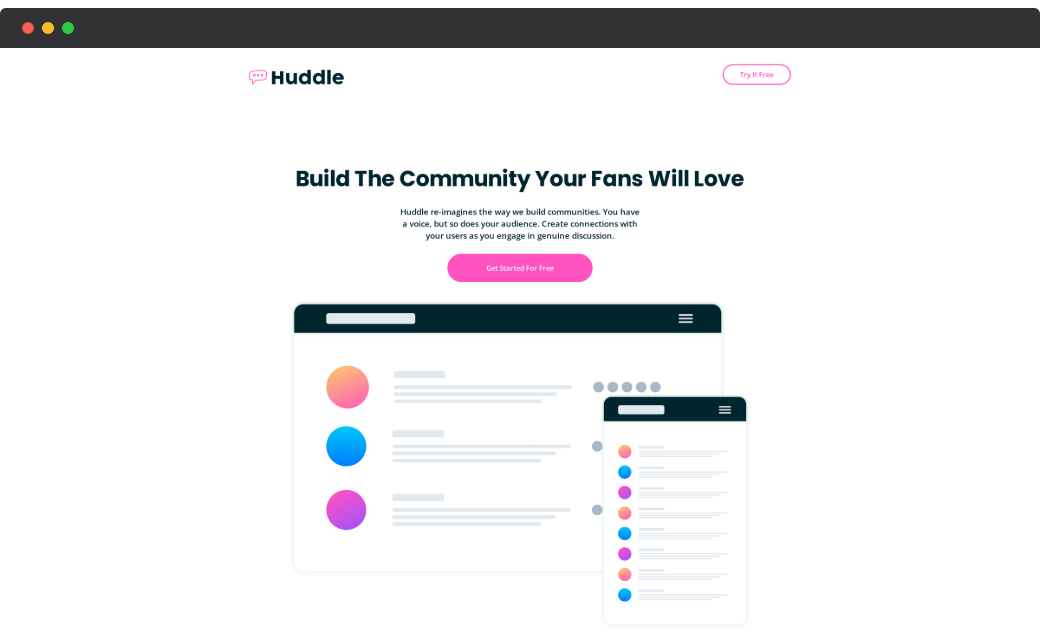 Huddle
Try It Free
Build The Community Your Fans Will Love
Huddle re-imagines the way we build communities. You have
a voice, but so does your audience. Create connections with
your users as you engage in genuine discussion.
Get Started For Free